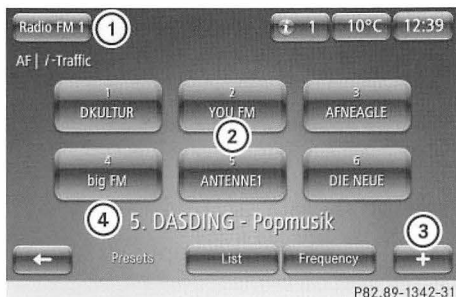 Radio FM 1 1 i 1 10°C 12:39
AF | i-Traffic
1 2 3
DKULTUR YOU FM AFNEAGLE
2
4 5 6
big FM ANTENNE1 DIE NEUE
4 5. DASDING - Popmusik 3
← Presets List Frequency +
P82.89-1342-31